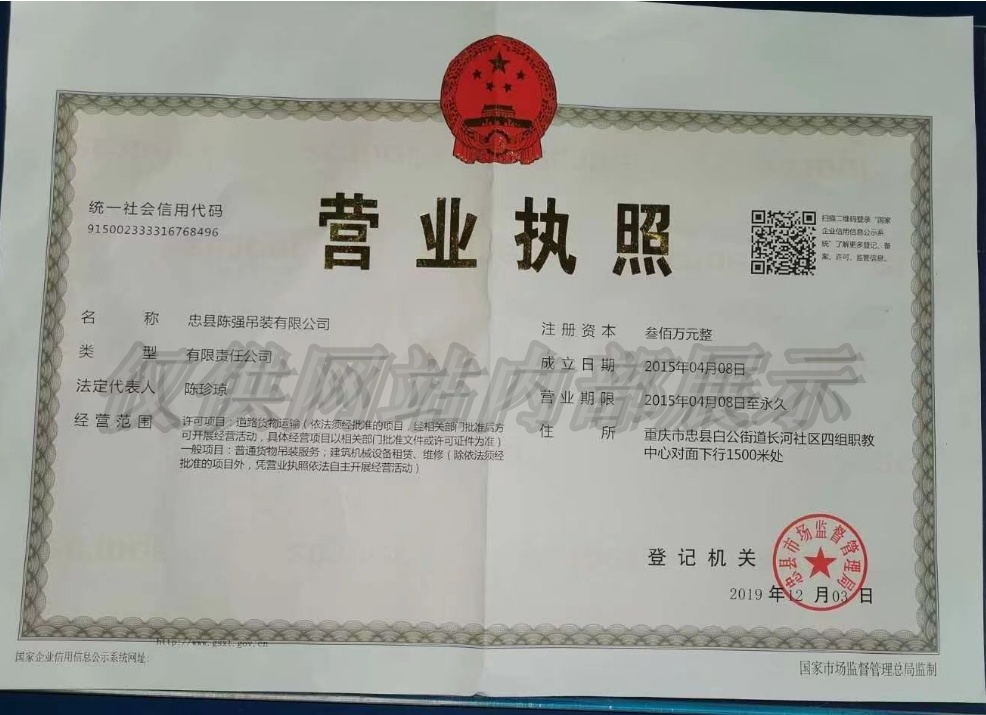 营业执照
统一社会信用代码
915002333316768496
扫描二维码登录“国家
企业信用信息公示系
统”了解更多登记、备
案、许可、监管信息。
名 称 忠县陈强吊装有限公司
类 型 有限责任公司
法定代表人 陈珍琼
经营范围 许可项目：道路货物运输（依法须经批准的项目，经相关部门批准后方
可开展经营活动，具体经营项目以相关部门批准文件或许可证件为准）
一般项目：普通货物吊装服务；建筑机械设备租赁、维修（除依法须经
批准的项目外，凭营业执照依法自主开展经营活动）
注册资本 叁佰万元整
成立日期 2015年04月08日
营业期限 2015年04月08日至永久
住 所 重庆市忠县白公街道长河社区四组职教
中心对面下行1500米处
仅供网站内部展示
登记机关
忠县市场监督管理局
2019 年 12 月 03 日
http://www.gsxt.gov.cn
国家企业信用信息公示系统网址:
国家市场监督管理总局监制